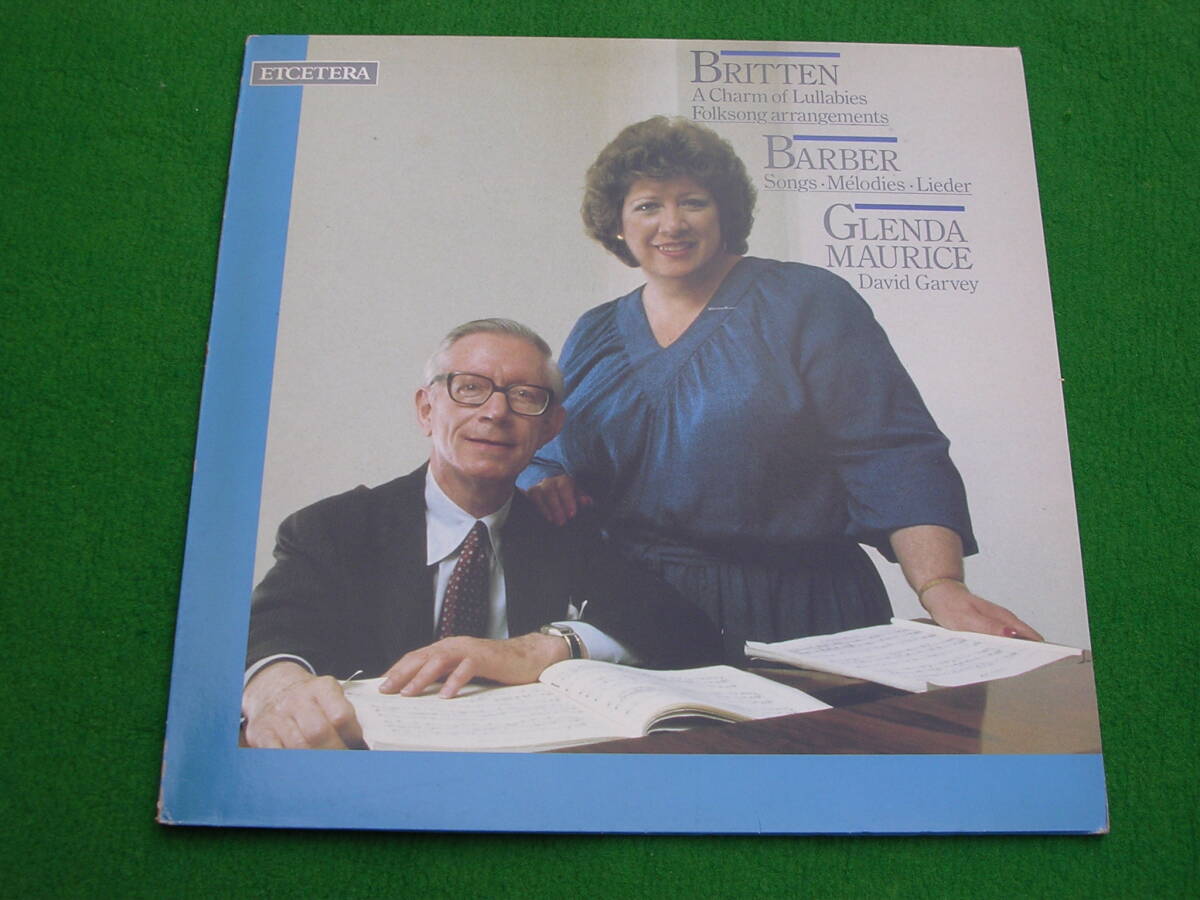 ETCETERA
BRITTEN
A Charm of Lullabies
Folksong arrangements
BARBER
Songs · Mélodies · Lieder
GLENDA
MAURICE
David Garvey